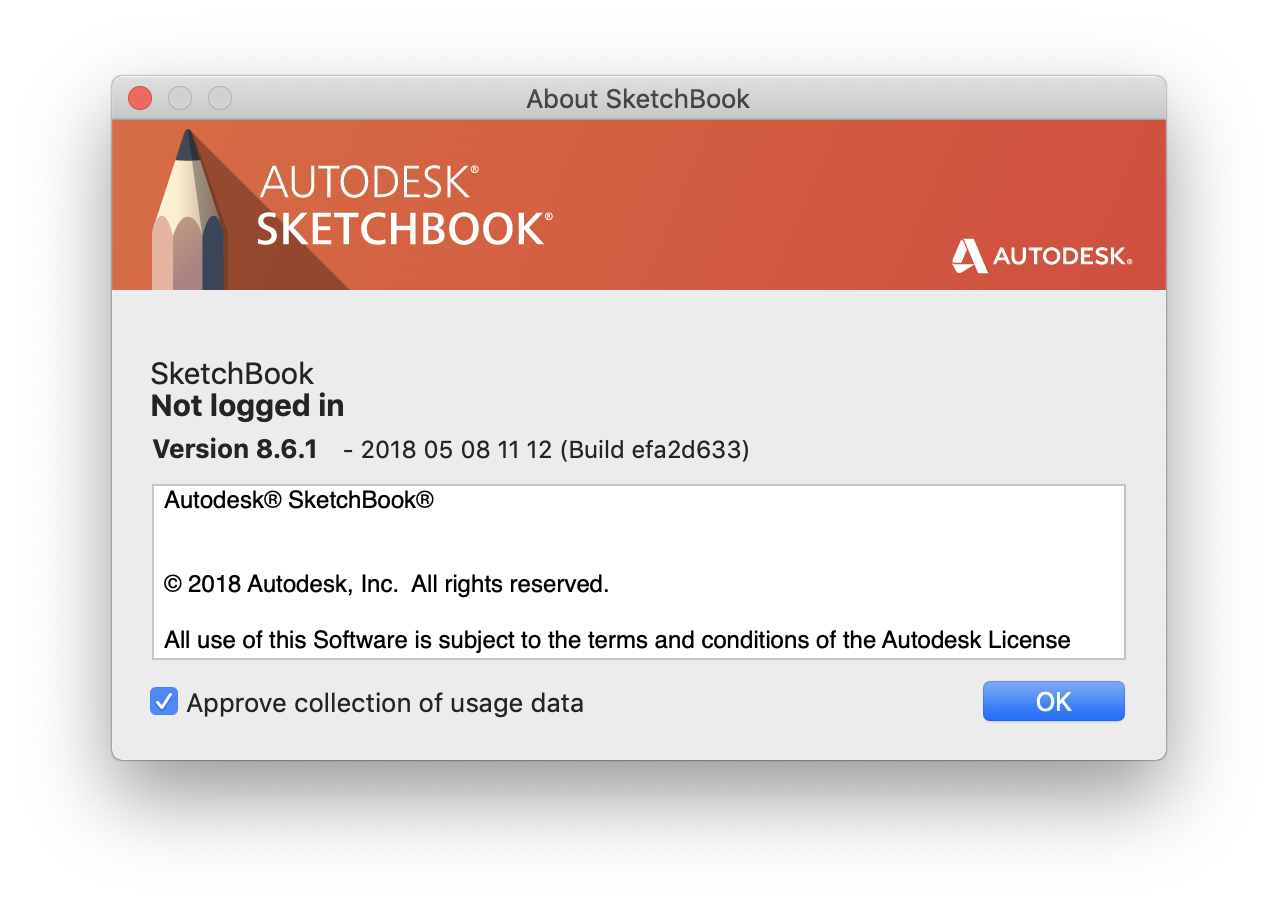 About SketchBook
AUTODESK®
SKETCHBOOK®
AUTODESK®
SketchBook
Not logged in
Version 8.6.1 - 2018 05 08 11 12 (Build efa2d633)
Autodesk® SketchBook®
© 2018 Autodesk, Inc.  All rights reserved.
All use of this Software is subject to the terms and conditions of the Autodesk License
Approve collection of usage data
OK